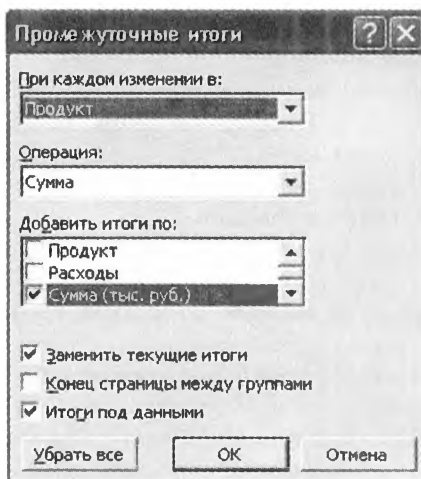 Промежуточные итоги
При каждом изменении в:
Продукт
Операция:
Сумма
Добавить итоги по:
Продукт
Расходы
Сумма (тыс. руб.)
Заменить текущие итоги
Конец страницы между группами
Итоги под данными
Убрать все
ОК
Отмена